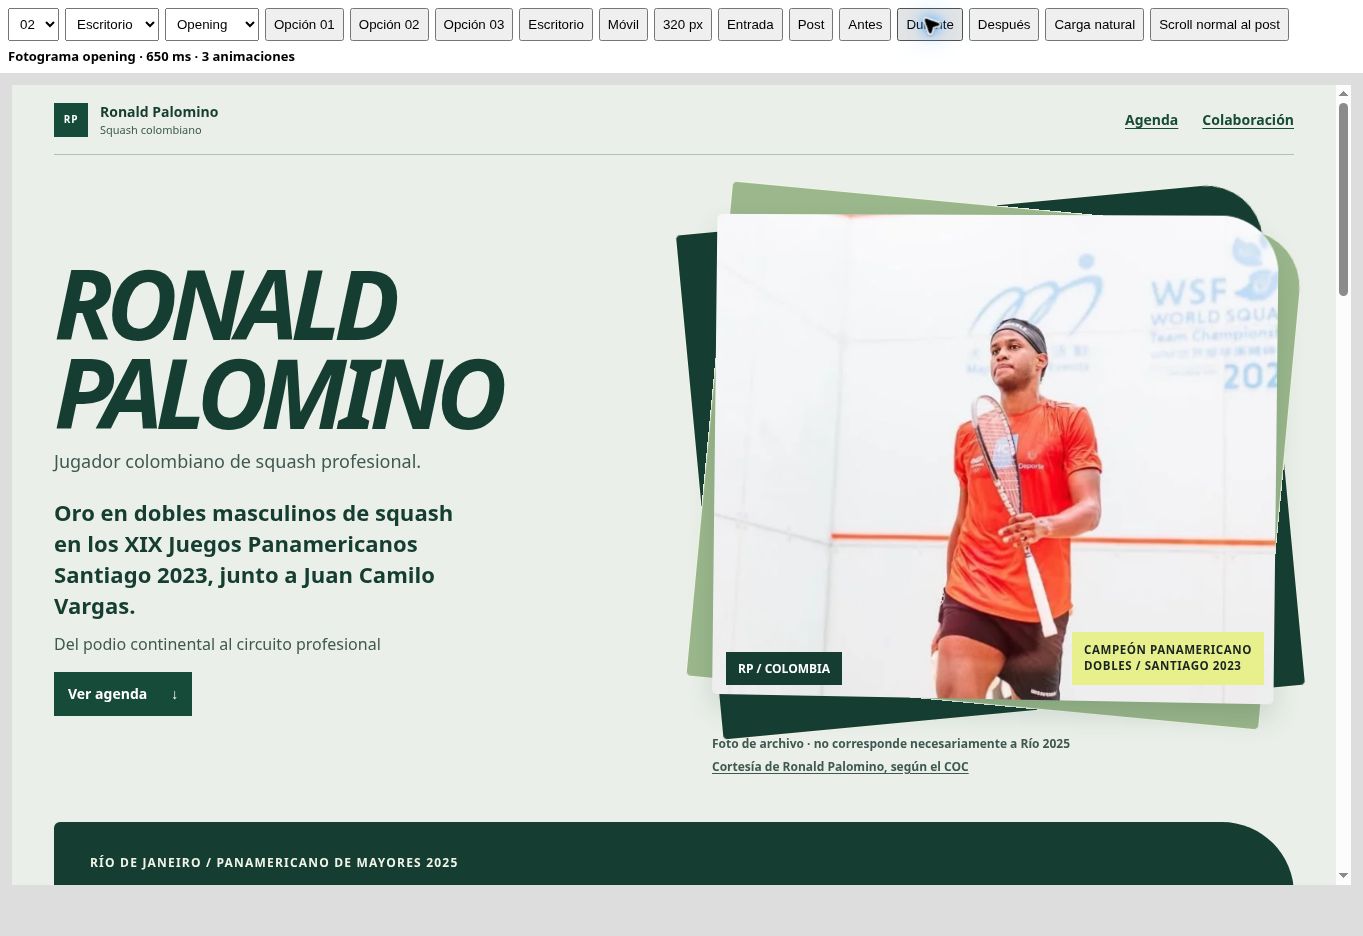 02
Escritorio
Opening
Opción 01
Opción 02
Opción 03
Escritorio
Móvil
320 px
Entrada
Post
Antes
Después
Carga natural
Scroll normal al post
Fotograma opening · 650 ms · 3 animaciones
RP
Ronald Palomino
Squash colombiano
Agenda
Colaboración
RONALD
PALOMINO
Jugador colombiano de squash profesional.
Oro en dobles masculinos de squash
en los XIX Juegos Panamericanos
Santiago 2023, junto a Juan Camilo
Vargas.
Del podio continental al circuito profesional
Ver agenda ↓
WSF
WORLD SQUA
Team Champions
202
Deporte
RP / COLOMBIA
CAMPEÓN PANAMERICANO
DOBLES / SANTIAGO 2023
Foto de archivo · no corresponde necesariamente a Río 2025
Cortesía de Ronald Palomino, según el COC
RÍO DE JANEIRO / PANAMERICANO DE MAYORES 2025